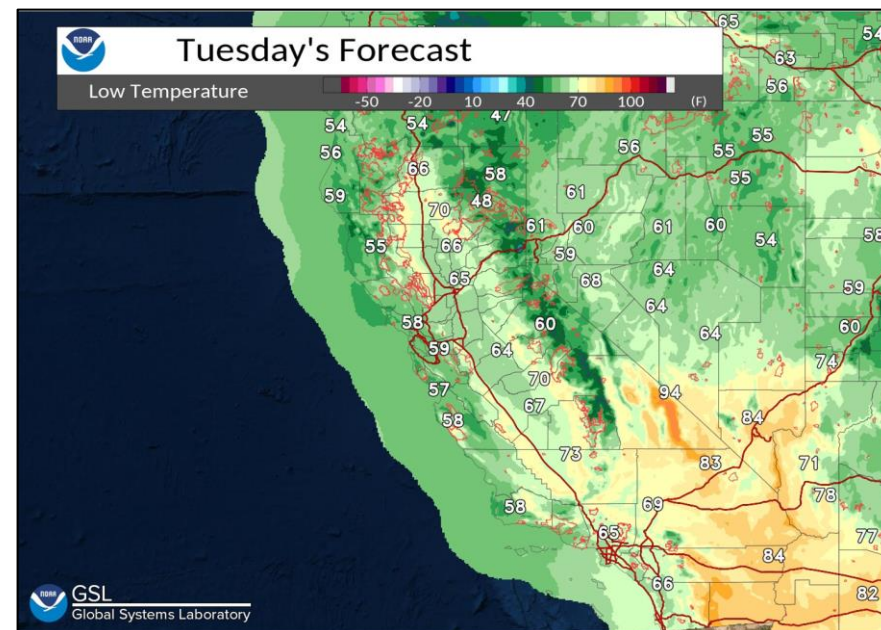 65
54
NOAA
Tuesday's Forecast
63
Low Temperature
-50 -20 10 40 70 100 (F)
56
54 54 47
56 56 55 55
66 58 55
59 70 48 61
61 60 61 60 58
55 66 59 54
65 68 64 59
64
58 60 64 60
59 64 74
57 70 94
58 67 84
73 83 71
58 69 78
65 77
84
66 82
NOAA
GSL
Global Systems Laboratory